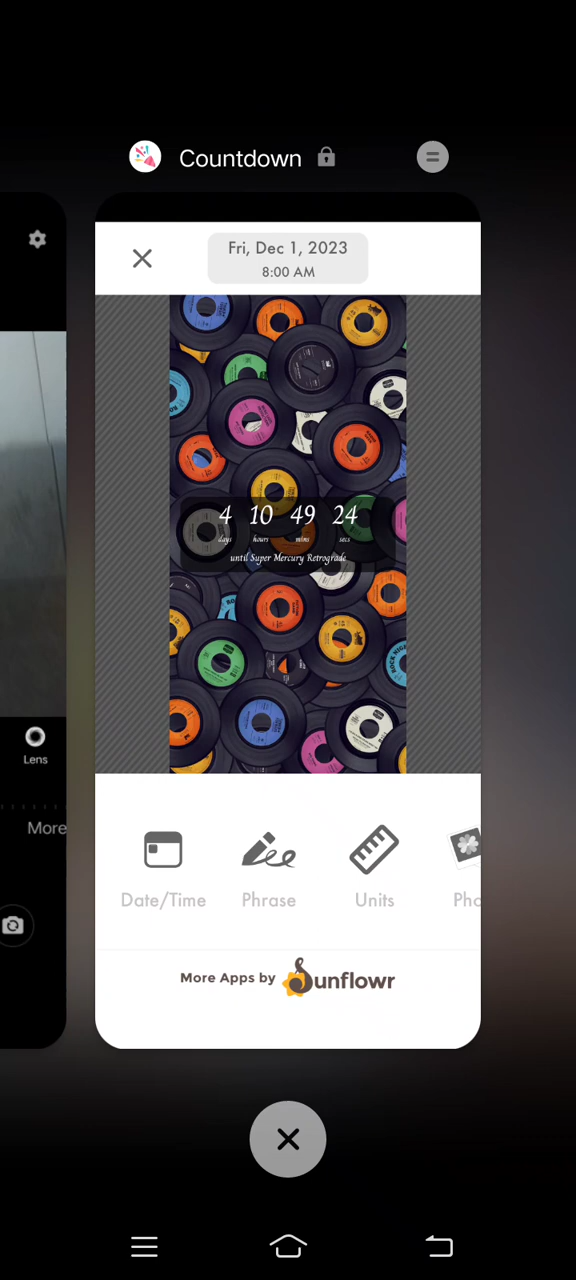 Countdown
Fri, Dec 1, 2023
8:00 AM
4 10 49 24
days hours mins secs
until Super Mercury Retrograde
Lens
More
Date/Time Phrase Units Pho
More Apps by Sunflowr